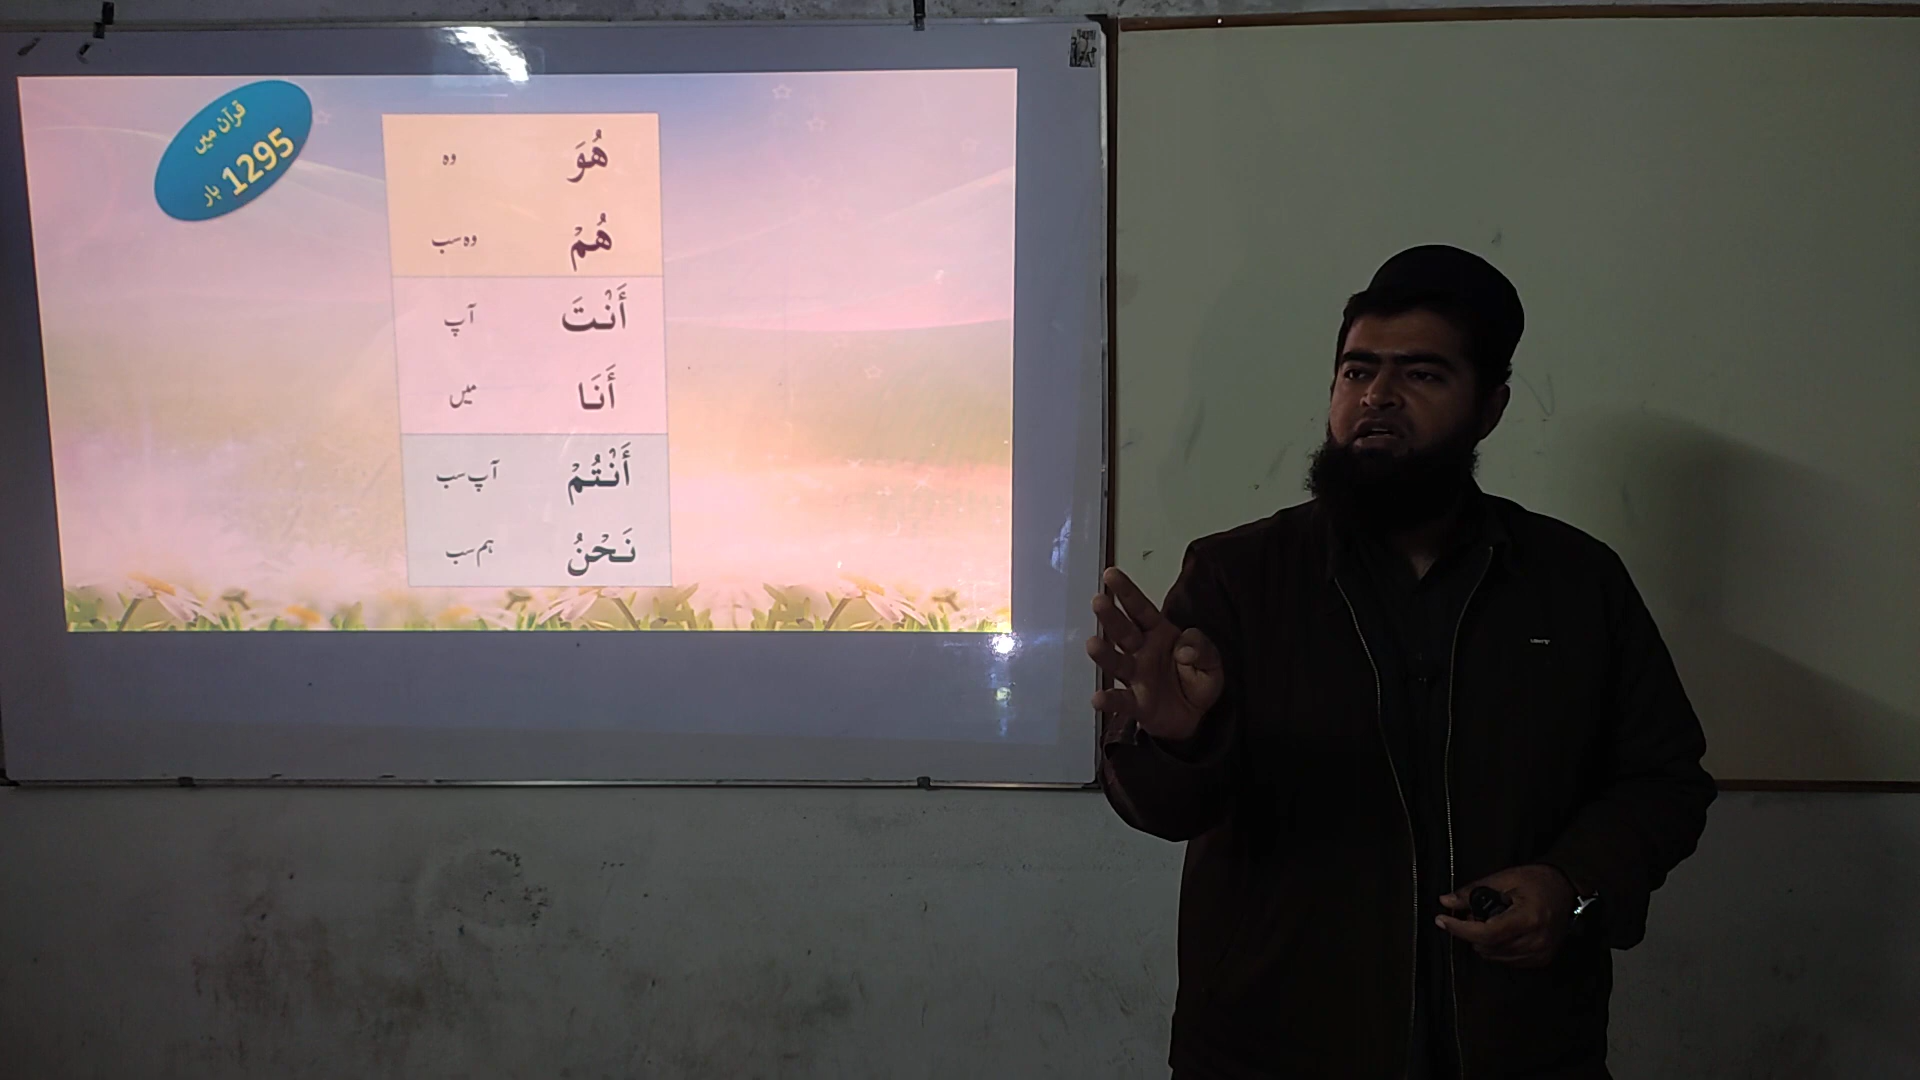 قرآن میں
1295 بار
هُوَ وہ
هُمْ وہ سب
أَنْتَ آپ
أَنَا میں
أَنْتُمْ آپ سب
نَحْنُ ہم سب